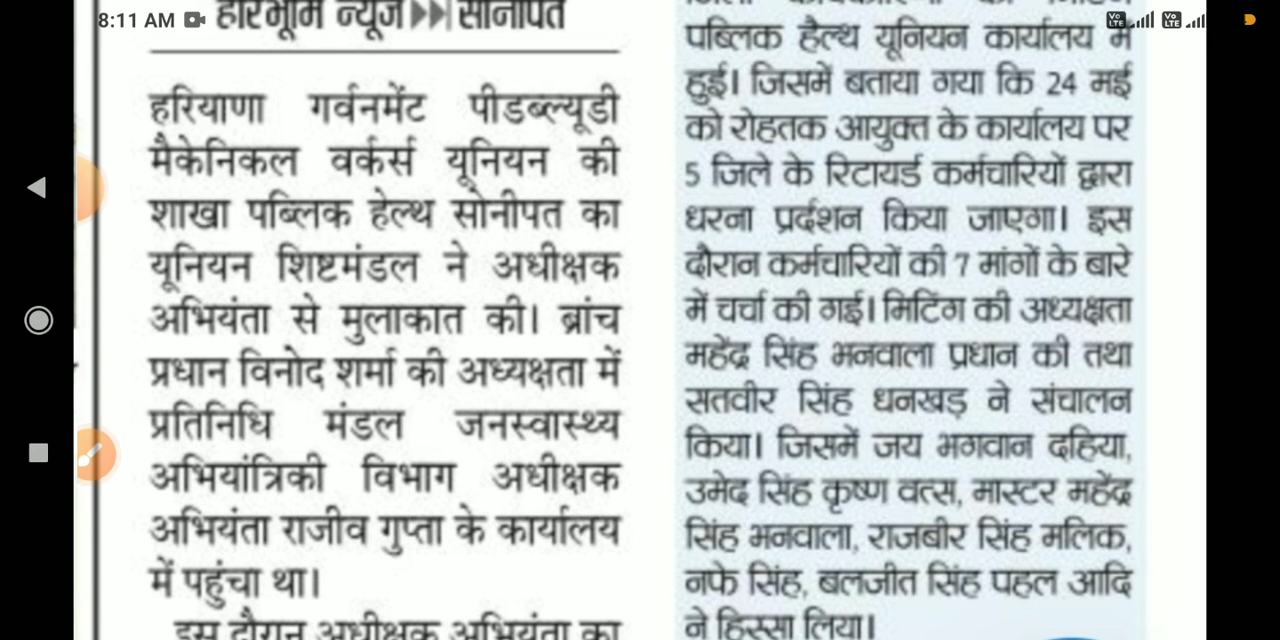 8:11 AM
हरिभूमि न्यूज ▶▶ सोनीपत
हरियाणा गर्वनमेंट पीडब्ल्यूडी
मैकेनिकल वर्कर्स यूनियन की
शाखा पब्लिक हेल्थ सोनीपत का
यूनियन शिष्टमंडल ने अधीक्षक
अभियंता से मुलाकात की। ब्रांच
प्रधान विनोद शर्मा की अध्यक्षता में
प्रतिनिधि मंडल जनस्वास्थ्य
अभियांत्रिकी विभाग अधीक्षक
अभियंता राजीव गुप्ता के कार्यालय
में पहुंचा था।
इस दौरान अधीक्षक अभियंता का
पब्लिक हैल्थ यूनियन कार्यालय में
हुई। जिसमें बताया गया कि 24 मई
को रोहतक आयुक्त के कार्यालय पर
5 जिले के रिटायर्ड कर्मचारियों द्वारा
धरना प्रर्दशन किया जाएगा। इस
दौरान कर्मचारियों की 7 मांगों के बारे
में चर्चा की गई। मिटिंग की अध्यक्षता
महेंद्र सिंह भनवाला प्रधान की तथा
सतवीर सिंह धनखड़ ने संचालन
किया। जिसमें जय भगवान दहिया,
उमेद सिंह कृष्ण वत्स, मास्टर महेंद्र
सिंह भनवाला, राजबीर सिंह मलिक,
नफे सिंह, बलजीत सिंह पहल आदि
ने हिस्सा लिया।